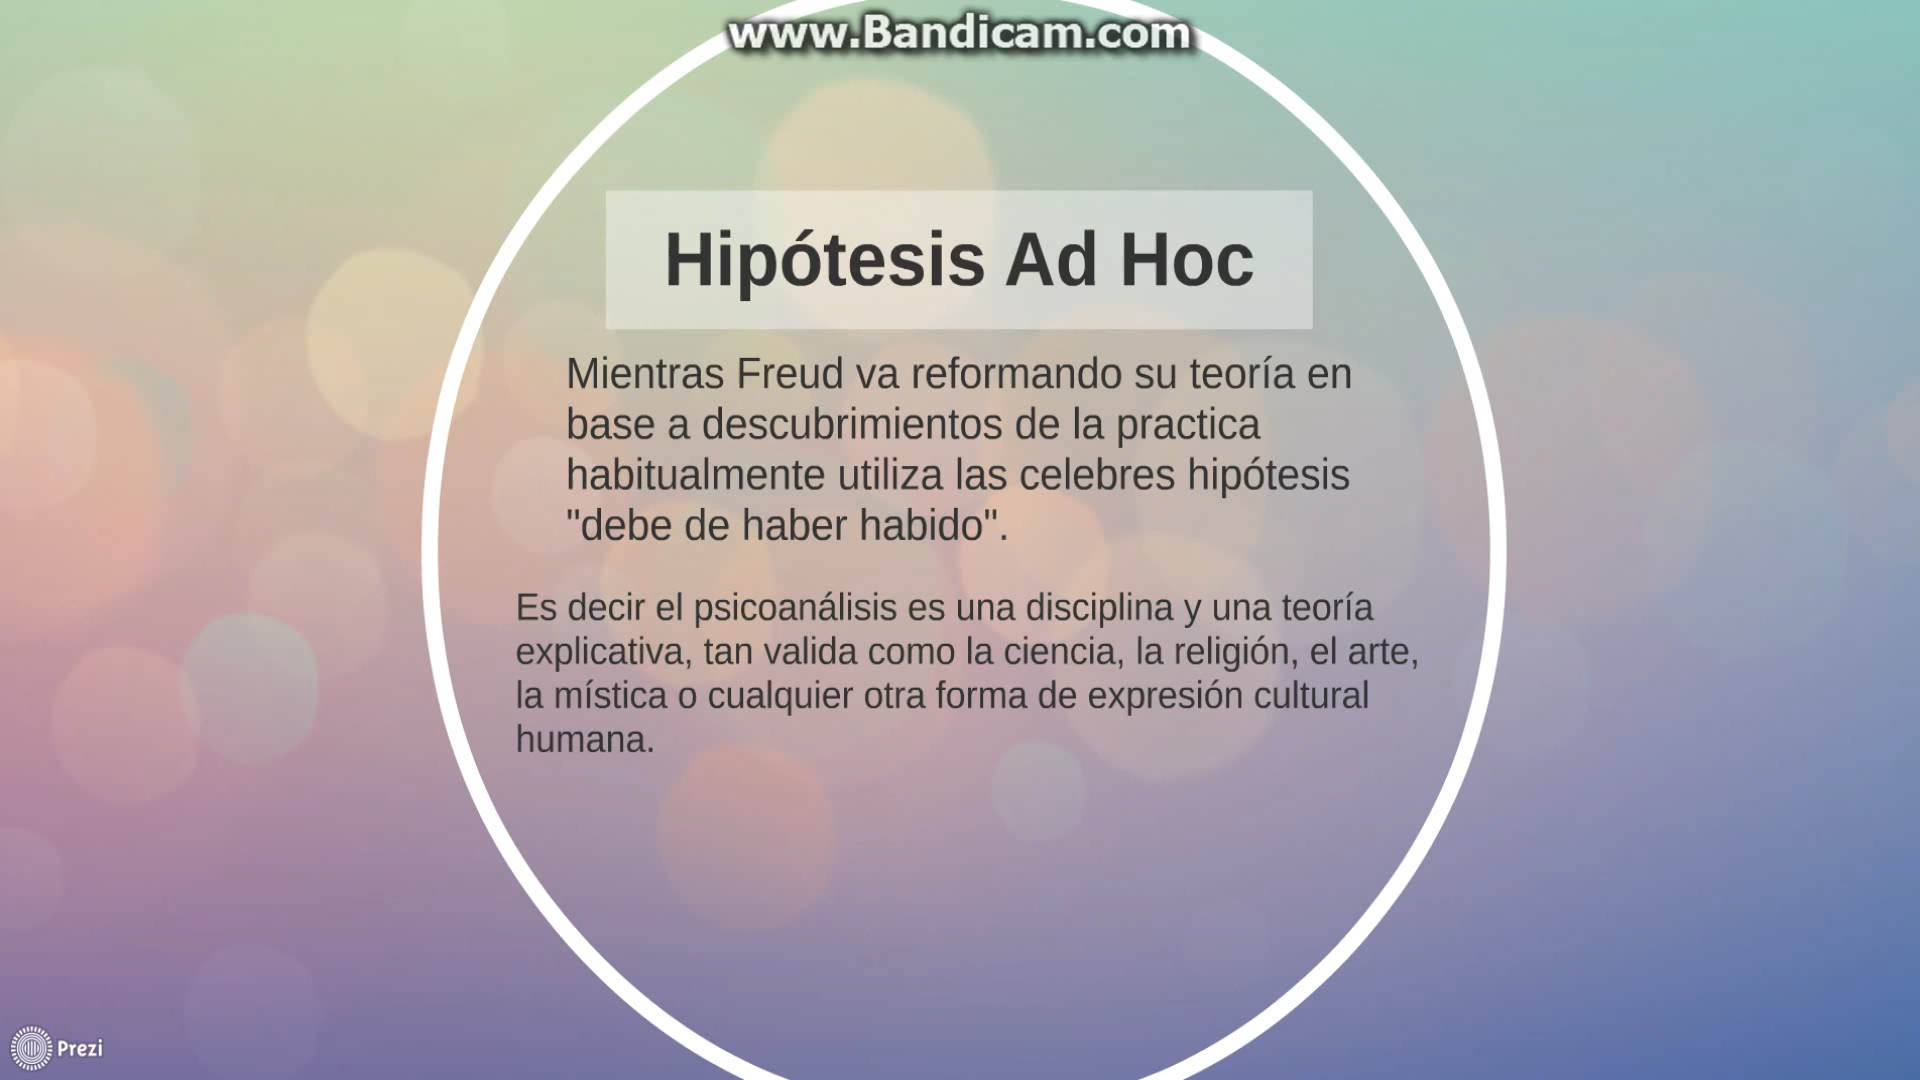 www.Bandicam.com
Hipótesis Ad Hoc
Mientras Freud va reformando su teoría en
base a descubrimientos de la practica
habitualmente utiliza las celebres hipótesis
"debe de haber habido".
Es decir el psicoanálisis es una disciplina y una teoría
explicativa, tan valida como la ciencia, la religión, el arte,
la mística o cualquier otra forma de expresión cultural
humana.
Prezi